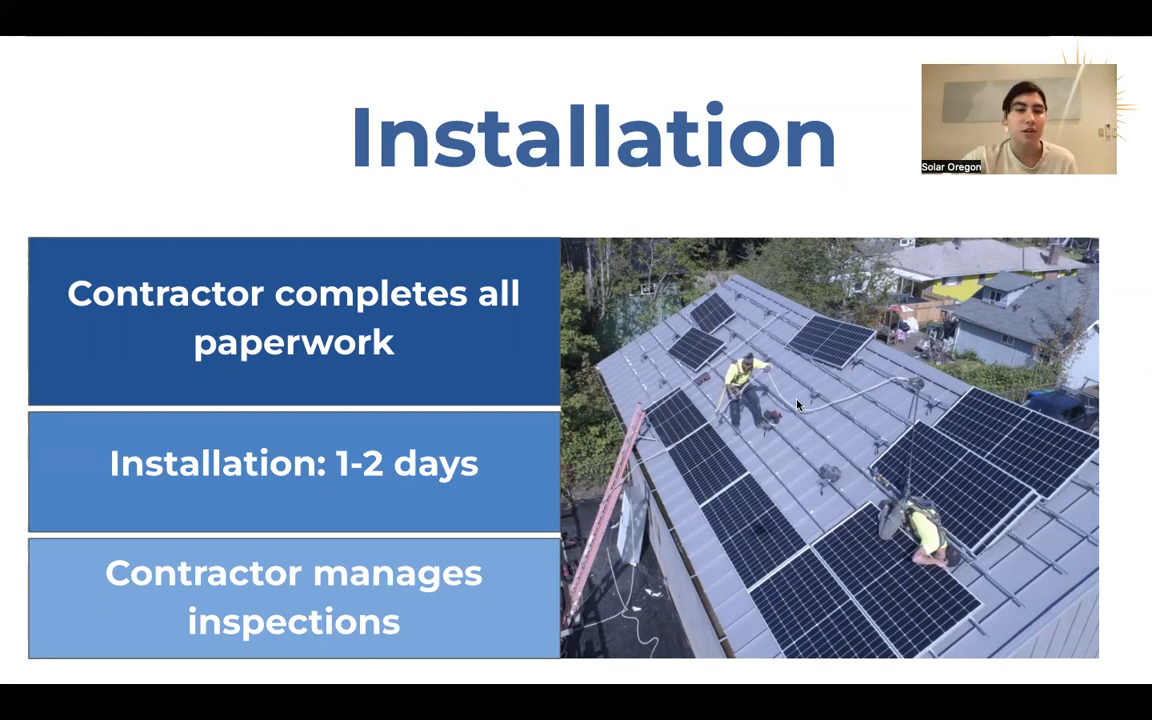 Installation
Solar Oregon
Contractor completes all
paperwork
Installation: 1-2 days
Contractor manages
inspections